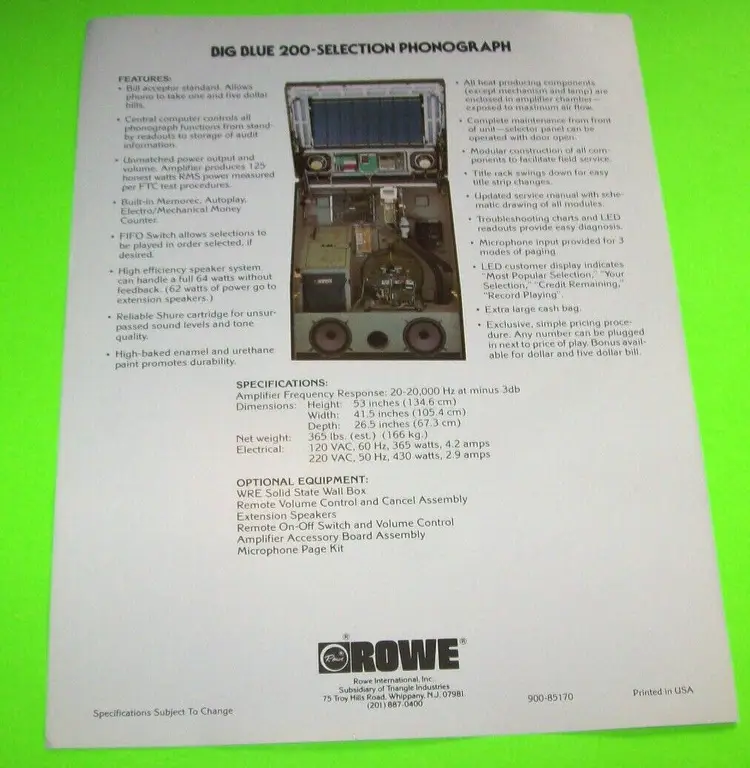 BIG BLUE 200-SELECTION PHONOGRAPH
FEATURES:
• Bill acceptor standard. Allows
phono to take one and five dollar
bills.
• Central computer controls all
phonograph functions from stand-
by readouts to storage of audit
information.
• Unmatched power output and
volume. Amplifier produces 125
honest watts RMS power measured
per FTC test procedures.
• Built-in Memorec, Autoplay,
Electro/Mechanical Money
Counter.
• FIFO Switch allows selections to
be played in order selected, if
desired.
• High efficiency speaker system
can handle a full 64 watts without
feedback. (62 watts of power go to
extension speakers.)
• Reliable Shure cartridge for unsur-
passed sound levels and tone
quality.
• High-baked enamel and urethane
paint promotes durability.
• All heat producing components
(except mechanism and lamp) are
enclosed in amplifier chamber—
exposed to maximum air flow.
• Complete maintenance from front
of unit—selector panel can be
operated with door open.
• Modular construction of all com-
ponents to facilitate field service.
• Title rack swings down for easy
title strip changes.
• Updated service manual with sche-
matic drawing of all modules.
• Troubleshooting charts and LED
readouts provide easy diagnosis.
• Microphone input provided for 3
modes of paging.
• LED customer display indicates
"Most Popular Selection," "Your
Selection," "Credit Remaining,"
"Record Playing".
• Extra large cash bag.
• Exclusive, simple pricing proce-
dure. Any number can be plugged
in next to price of play. Bonus avail-
able for dollar and five dollar bill.
SPECIFICATIONS:
Amplifier Frequency Response: 20-20,000 Hz at minus 3db
Dimensions: Height: 53 inches (134.6 cm)
Width: 41.5 inches (105.4 cm)
Depth: 26.5 inches (67.3 cm)
Net weight: 365 lbs. (est.) (166 kg.)
Electrical: 120 VAC, 60 Hz, 365 watts, 4.2 amps
220 VAC, 50 Hz, 430 watts, 2.9 amps
OPTIONAL EQUIPMENT:
WRE Solid State Wall Box
Remote Volume Control and Cancel Assembly
Extension Speakers
Remote On-Off Switch and Volume Control
Amplifier Accessory Board Assembly
Microphone Page Kit
® Rowe ROWE®
Rowe International, Inc.
Subsidiary of Triangle Industries
75 Troy Hills Road, Whippany, N.J. 07981
(201) 887-0400
Specifications Subject To Change
900-85170
Printed in USA